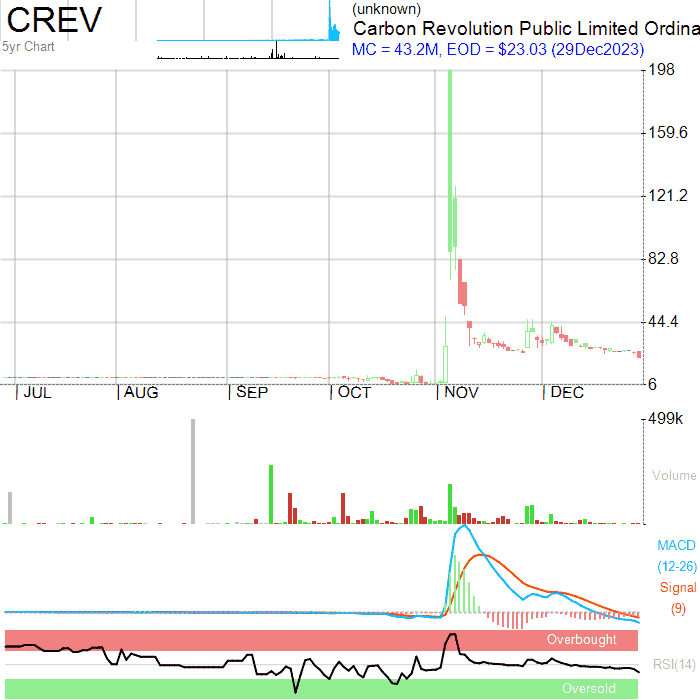 CREV
5yr Chart
(unknown)
Carbon Revolution Public Limited Ordina
MC = 43.2M, EOD = $23.03 (29Dec2023)
198
159.6
121.2
82.8
44.4
6
JUL AUG SEP OCT NOV DEC
499k
Volume
MACD
(12-26)
Signal
(9)
Overbought
RSI(14)
Oversold